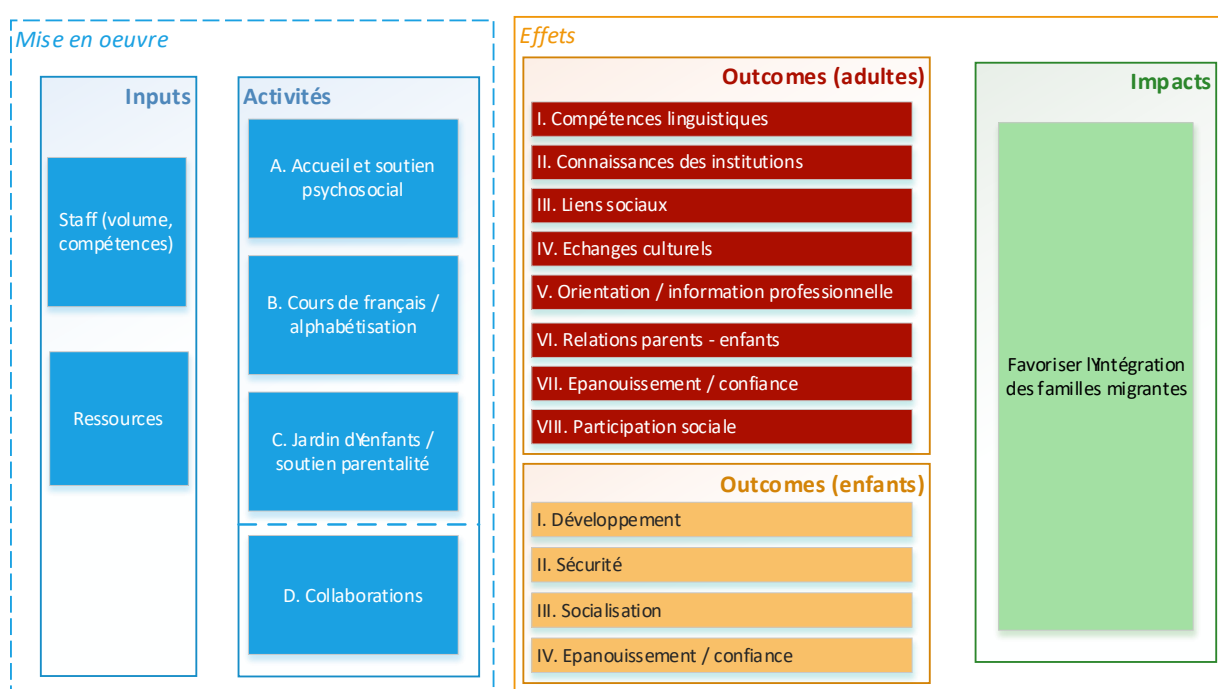 Mise en oeuvre
Inputs
Staff (volume,
compétences)
Ressources
Activités
A. Accueil et soutien
psychosocial
B. Cours de français /
alphabétisation
C. Jardin d¥enfants /
soutien parentalité
D. Collaborations
Effets
Outcomes (adultes)
I. Compétences linguistiques
II. Connaissances des institutions
III. Liens sociaux
IV. Echanges culturels
V. Orientation / information professionnelle
VI. Relations parents - enfants
VII. Epanouissement / confiance
VIII. Participation sociale
Outcomes (enfants)
I. Développement
II. Sécurité
III. Socialisation
IV. Epanouissement / confiance
Impacts
Favoriser l¥intégration
des familles migrantes